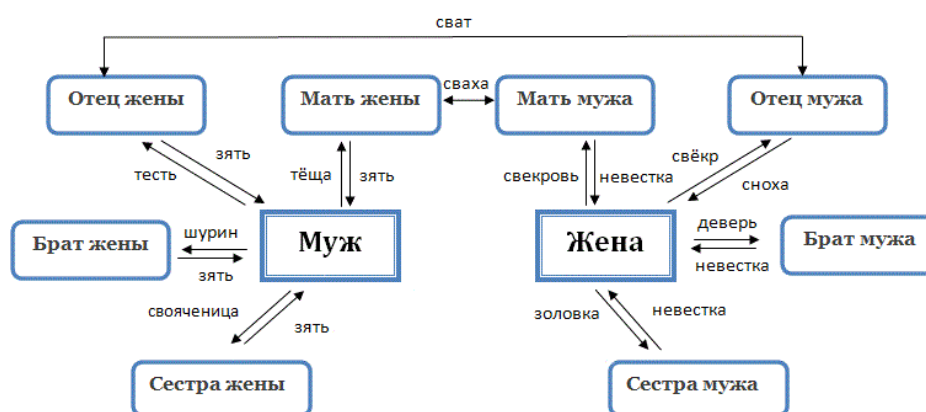 сват
Отец жены
Мать жены
сваха
Мать мужа
Отец мужа
зять
тесть
тёща
зять
свекровь
невестка
свёкр
сноха
Брат жены
шурин
зять
Муж
Жена
деверь
невестка
Брат мужа
свояченица
зять
золовка
невестка
Сестра жены
Сестра мужа